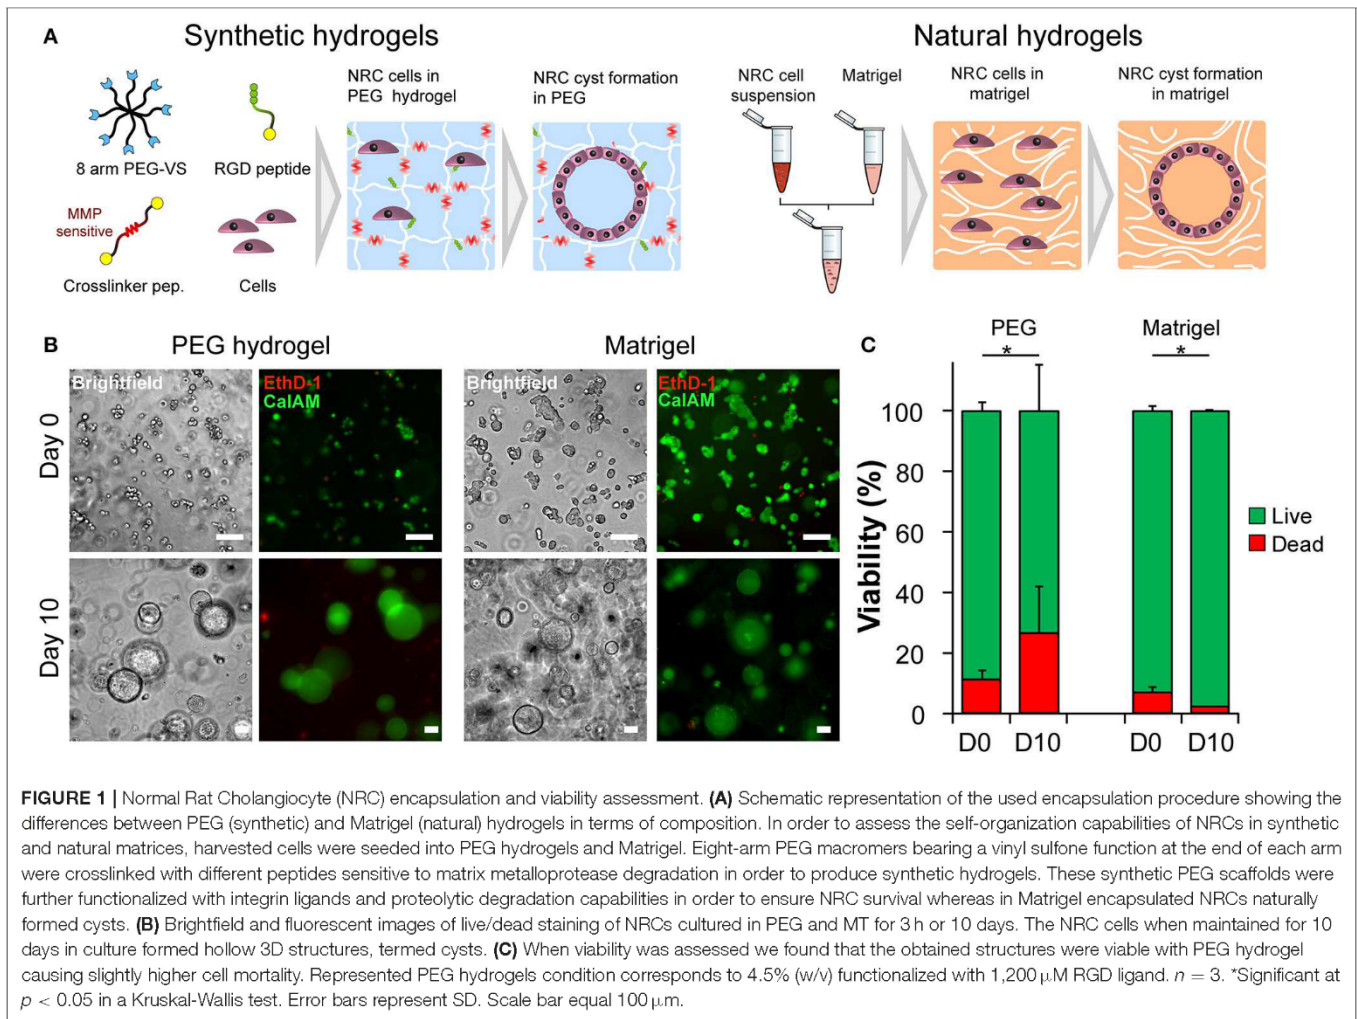 A
Synthetic hydrogels
Natural hydrogels
8 arm PEG-VS
RGD peptide
MMP
sensitive
Crosslinker pep.
Cells
NRC cells in
PEG hydrogel
NRC cyst formation
in PEG
NRC cell
suspension
Matrigel
NRC cells in
matrigel
NRC cyst formation
in matrigel
B
PEG hydrogel
Matrigel
Day 0
Brightfield
EthD-1
CalAM
Brightfield
EthD-1
CalAM
Day 10
C
PEG
Matrigel
*
*
Viability (%)
100
80
60
40
20
0
D0
D10
D0
D10
Live
Dead
FIGURE 1 | Normal Rat Cholangiocyte (NRC) encapsulation and viability assessment. (A) Schematic representation of the used encapsulation procedure showing the
differences between PEG (synthetic) and Matrigel (natural) hydrogels in terms of composition. In order to assess the self-organization capabilities of NRCs in synthetic
and natural matrices, harvested cells were seeded into PEG hydrogels and Matrigel. Eight-arm PEG macromers bearing a vinyl sulfone function at the end of each arm
were crosslinked with different peptides sensitive to matrix metalloprotease degradation in order to produce synthetic hydrogels. These synthetic PEG scaffolds were
further functionalized with integrin ligands and proteolytic degradation capabilities in order to ensure NRC survival whereas in Matrigel encapsulated NRCs naturally
formed cysts. (B) Brightfield and fluorescent images of live/dead staining of NRCs cultured in PEG and MT for 3 h or 10 days. The NRC cells when maintained for 10
days in culture formed hollow 3D structures, termed cysts. (C) When viability was assessed we found that the obtained structures were viable with PEG hydrogel
causing slightly higher cell mortality. Represented PEG hydrogels condition corresponds to 4.5% (w/v) functionalized with 1,200 μM RGD ligand. n = 3. *Significant at
p < 0.05 in a Kruskal-Wallis test. Error bars represent SD. Scale bar equal 100 μm.